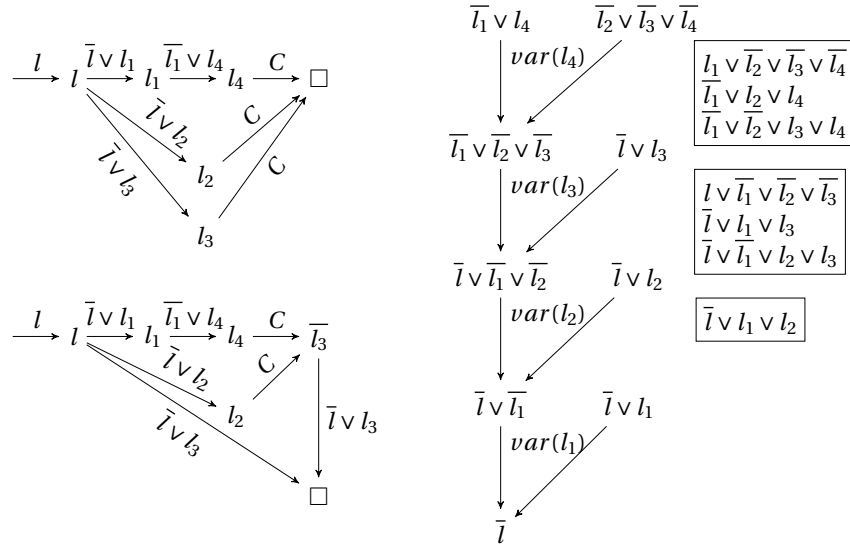 l
l̅ ∨ l₁
l̅₁ ∨ l₄
C
l
l₁
l₄
□
l̅ ∨ l₂
C
l̅ ∨ l₃
l₂
C
l₃
l
l̅ ∨ l₁
l̅₁ ∨ l₄
C
l
l₁
l₄
l̅₃
l̅ ∨ l₂
C
l̅ ∨ l₃
l₂
l̅ ∨ l₃
□
l̅₁ ∨ l₄
l̅₂ ∨ l̅₃ ∨ l̅₄
var(l₄)
l̅₁ ∨ l̅₂ ∨ l̅₃
l̅ ∨ l₃
var(l₃)
l̅ ∨ l̅₁ ∨ l̅₂
l̅ ∨ l₂
var(l₂)
l̅ ∨ l̅₁
l̅ ∨ l₁
var(l₁)
l̅
l₁ ∨ l̅₂ ∨ l̅₃ ∨ l̅₄
l̅₁ ∨ l₂ ∨ l₄
l̅₁ ∨ l̅₂ ∨ l₃ ∨ l₄
l ∨ l̅₁ ∨ l̅₂ ∨ l̅₃
l̅ ∨ l₁ ∨ l₃
l̅ ∨ l̅₁ ∨ l₂ ∨ l₃
l̅ ∨ l₁ ∨ l₂